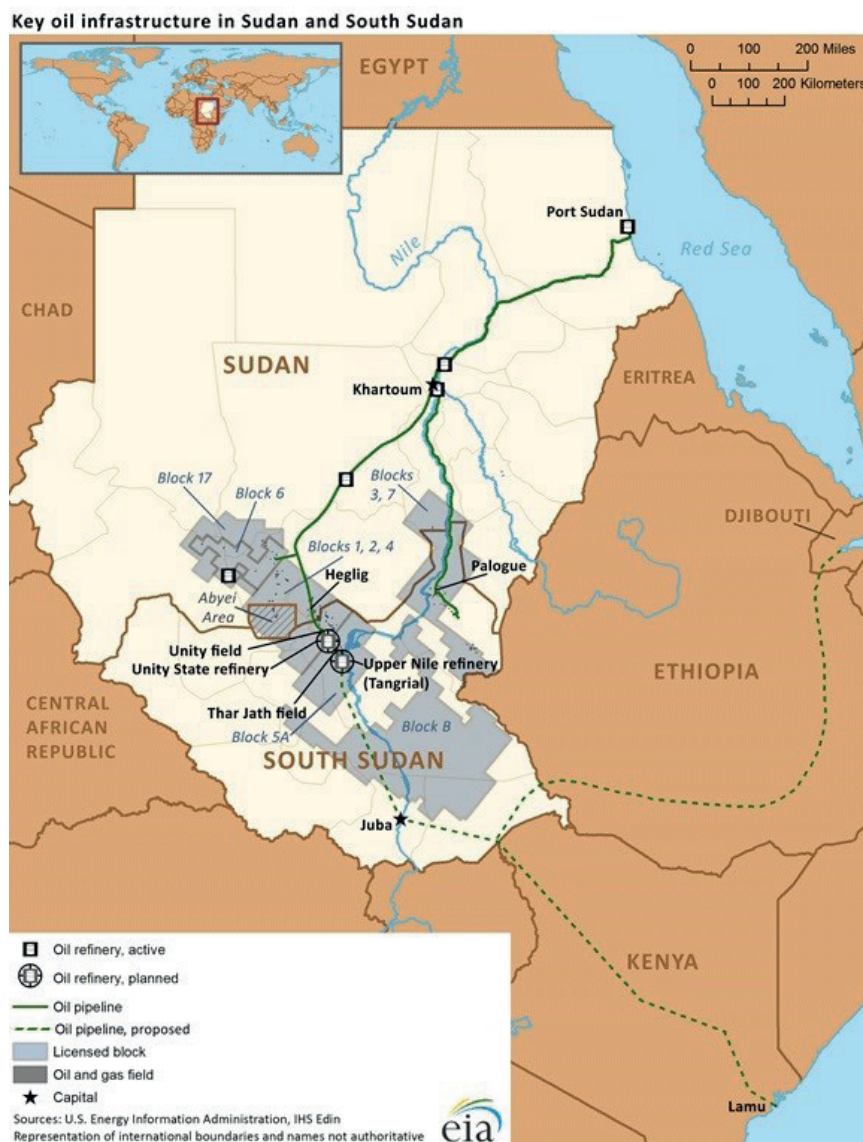 Key oil infrastructure in Sudan and South Sudan
0 100 200 Miles
0 100 200 Kilometers
EGYPT
Port Sudan
Nile
Red Sea
CHAD
SUDAN
Khartoum
ERITREA
Block 17
Block 6
Blocks
3, 7
DJIBOUTI
Blocks 1, 2, 4
Heglig
Palogue
Abyei
Area
Unity field
Unity State refinery
Upper Nile refinery
(Tangrial)
ETHIOPIA
CENTRAL
AFRICAN
REPUBLIC
Thar Jath field
Block 5A
Block B
SOUTH SUDAN
Juba
KENYA
Lamu
Oil refinery, active
Oil refinery, planned
Oil pipeline
Oil pipeline, proposed
Licensed block
Oil and gas field
Capital
Sources: U.S. Energy Information Administration, IHS Edin
Representation of international boundaries and names not authoritative
eia